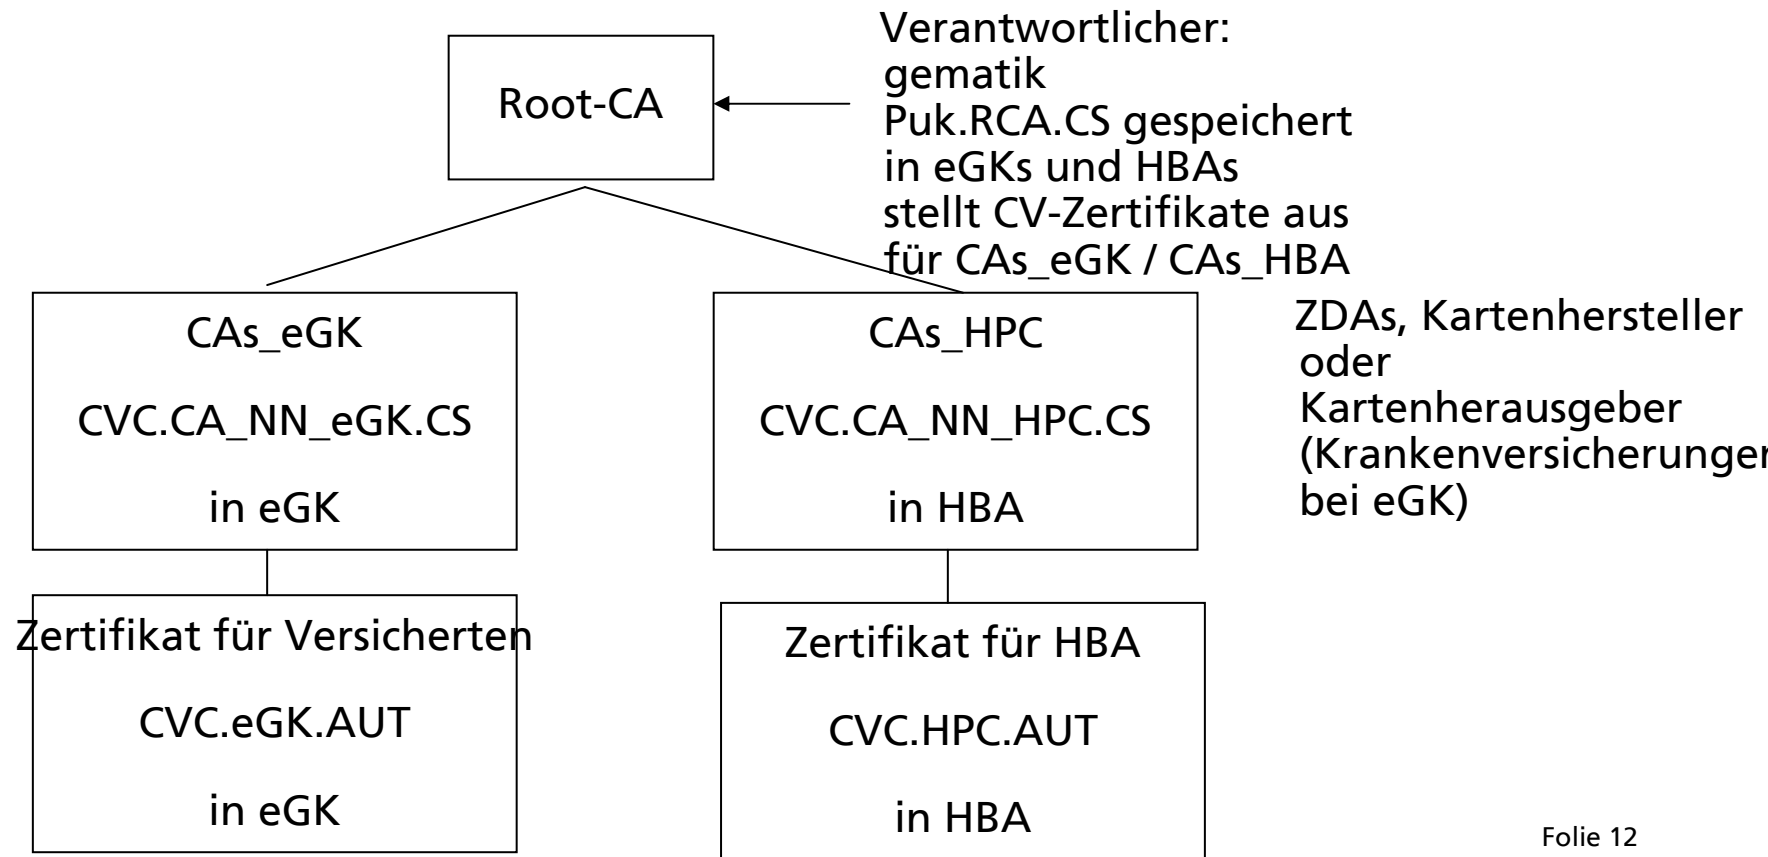 Root-CA
Verantwortlicher:
gematik
Puk.RCA.CS gespeichert
in eGKs und HBAs
stellt CV-Zertifikate aus
für CAs_eGK / CAs_HBA
CAs_eGK
CVC.CA_NN_eGK.CS
in eGK
CAs_HPC
CVC.CA_NN_HPC.CS
in HBA
ZDAs, Kartenhersteller
oder
Kartenherausgeber
(Krankenversicherungen
bei eGK)
Zertifikat für Versicherten
CVC.eGK.AUT
in eGK
Zertifikat für HBA
CVC.HPC.AUT
in HBA
Folie 12